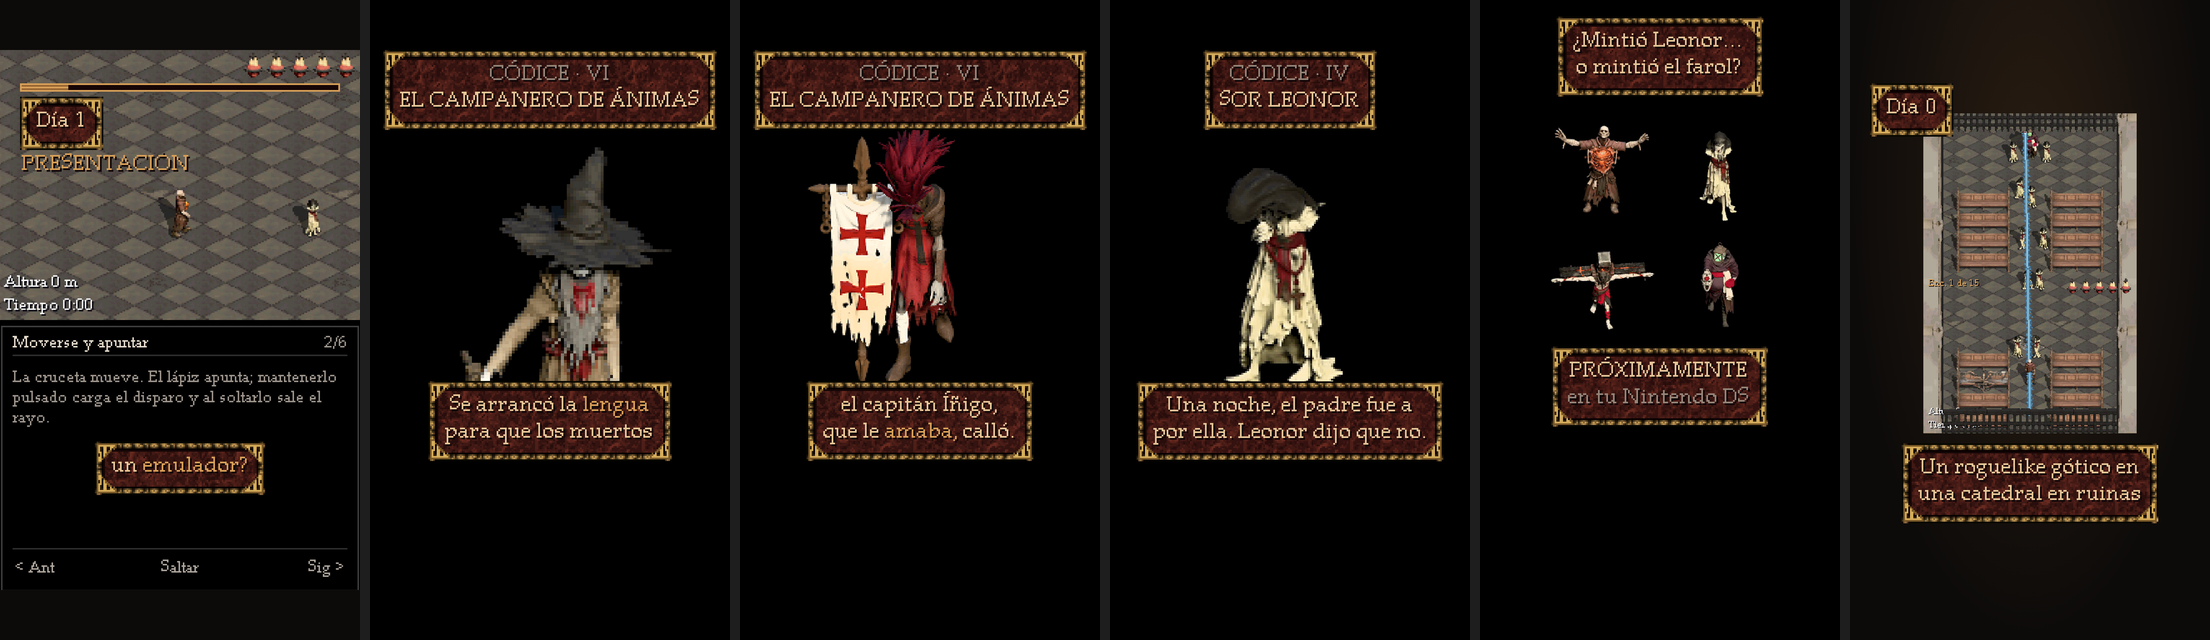 Día 1
PRESENTACIÓN
Altura 0 m
Tiempo 0:00
Moverse y apuntar
2/6
La cruceta mueve. El lápiz apunta; mantenerlo
pulsado carga el disparo y al soltarlo sale el
rayo.
un emulador?
< Ant
Saltar
Sig >
CÓDICE · VI
EL CAMPANERO DE ÁNIMAS
Se arrancó la lengua
para que los muertos
CÓDICE · VI
EL CAMPANERO DE ÁNIMAS
el capitán Íñigo,
que le amaba, calló.
CÓDICE · IV
SOR LEONOR
Una noche, el padre fue a
por ella. Leonor dijo que no.
¿Mintió Leonor...
o mintió el farol?
PRÓXIMAMENTE
en tu Nintendo DS
Día 0
1 de 15
Un roguelike gótico en
una catedral en ruinas